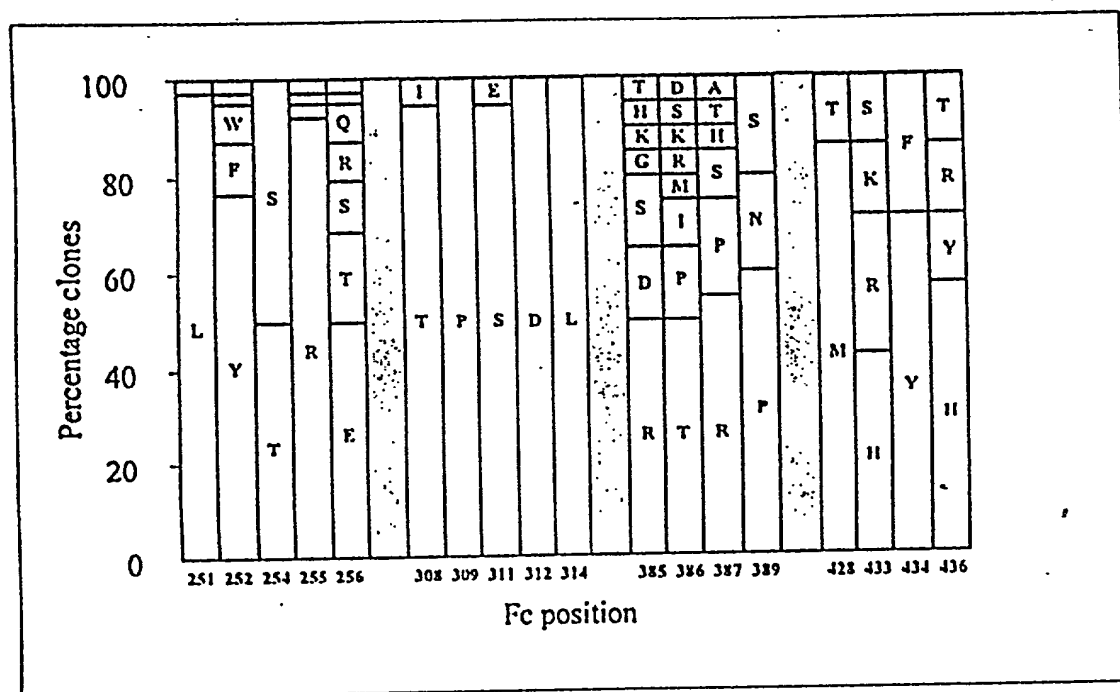 100 I E T D A
H S T T S T
W Q K K H S
F R G R S F
80 M K R
S S S I N
P Y
60 T D P R
L T P S D L
Percentage clones
40 Y R M Y
P H
E R T R
20 T H
0
251 252 254 255 256 308 309 311 312 314 385 386 387 389 428 433 434 436
Fc position